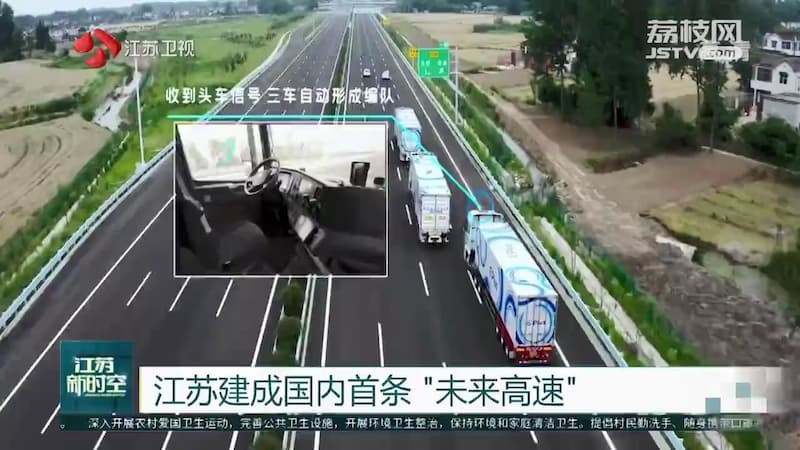 江苏卫视
荔枝网
JSTV.COM
收到头车信号 三车自动形成编队
江苏
新时空
江苏建成国内首条 "未来高速"
深入开展农村爱国卫生运动，完善公共卫生设施，开展环境卫生整治，保持环境和家庭清洁卫生。提倡村民勤洗手、随身携带口